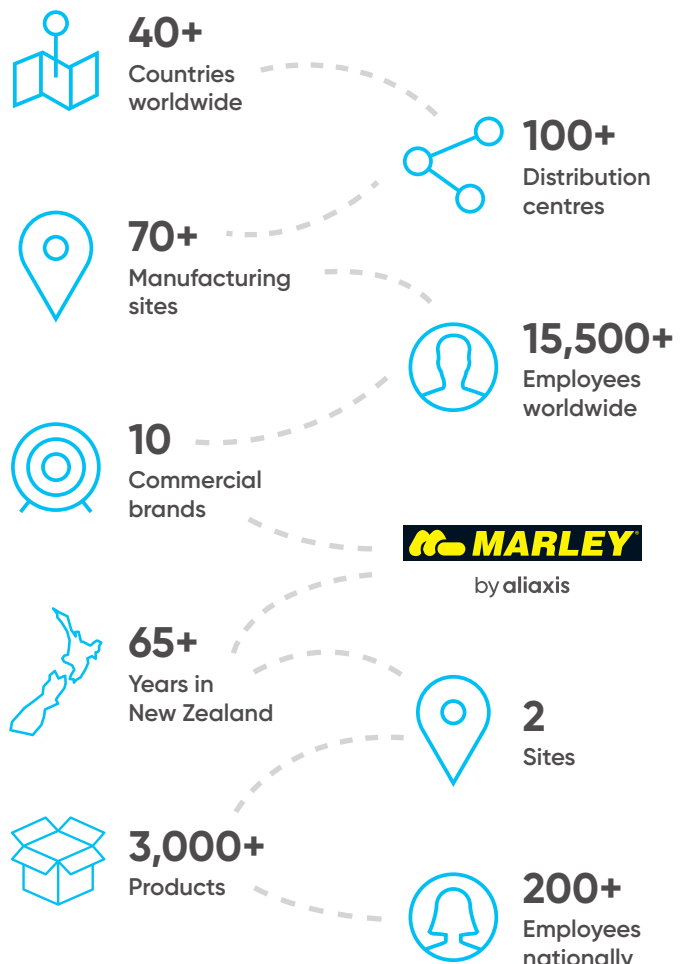 40+
Countries
worldwide
100+
Distribution
centres
70+
Manufacturing
sites
15,500+
Employees
worldwide
10
Commercial
brands
MARLEY
by aliaxis
65+
Years in
New Zealand
2
Sites
3,000+
Products
200+
Employees
nationally